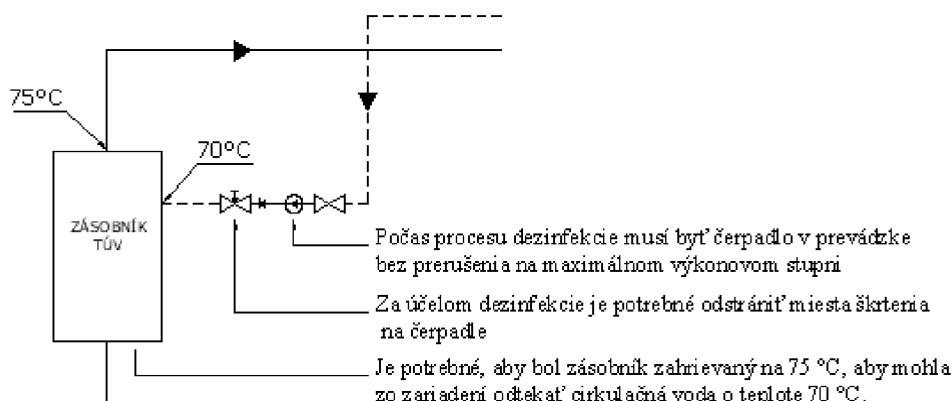 75°C
70°C
ZÁSOBNÍK
TÚV
Počas procesu dezinfekcie musí byť čerpadlo v prevádzke
bez prerušenia na maximálnom výkonovom stupni
Za účelom dezinfekcie je potrebné odstrániť miesta škrtenia
na čerpadle
Je potrebné, aby bol zásobník zahrievaný na 75 °C, aby mohla
zo zariadení odtekať cirkulačná voda o teplote 70 °C.